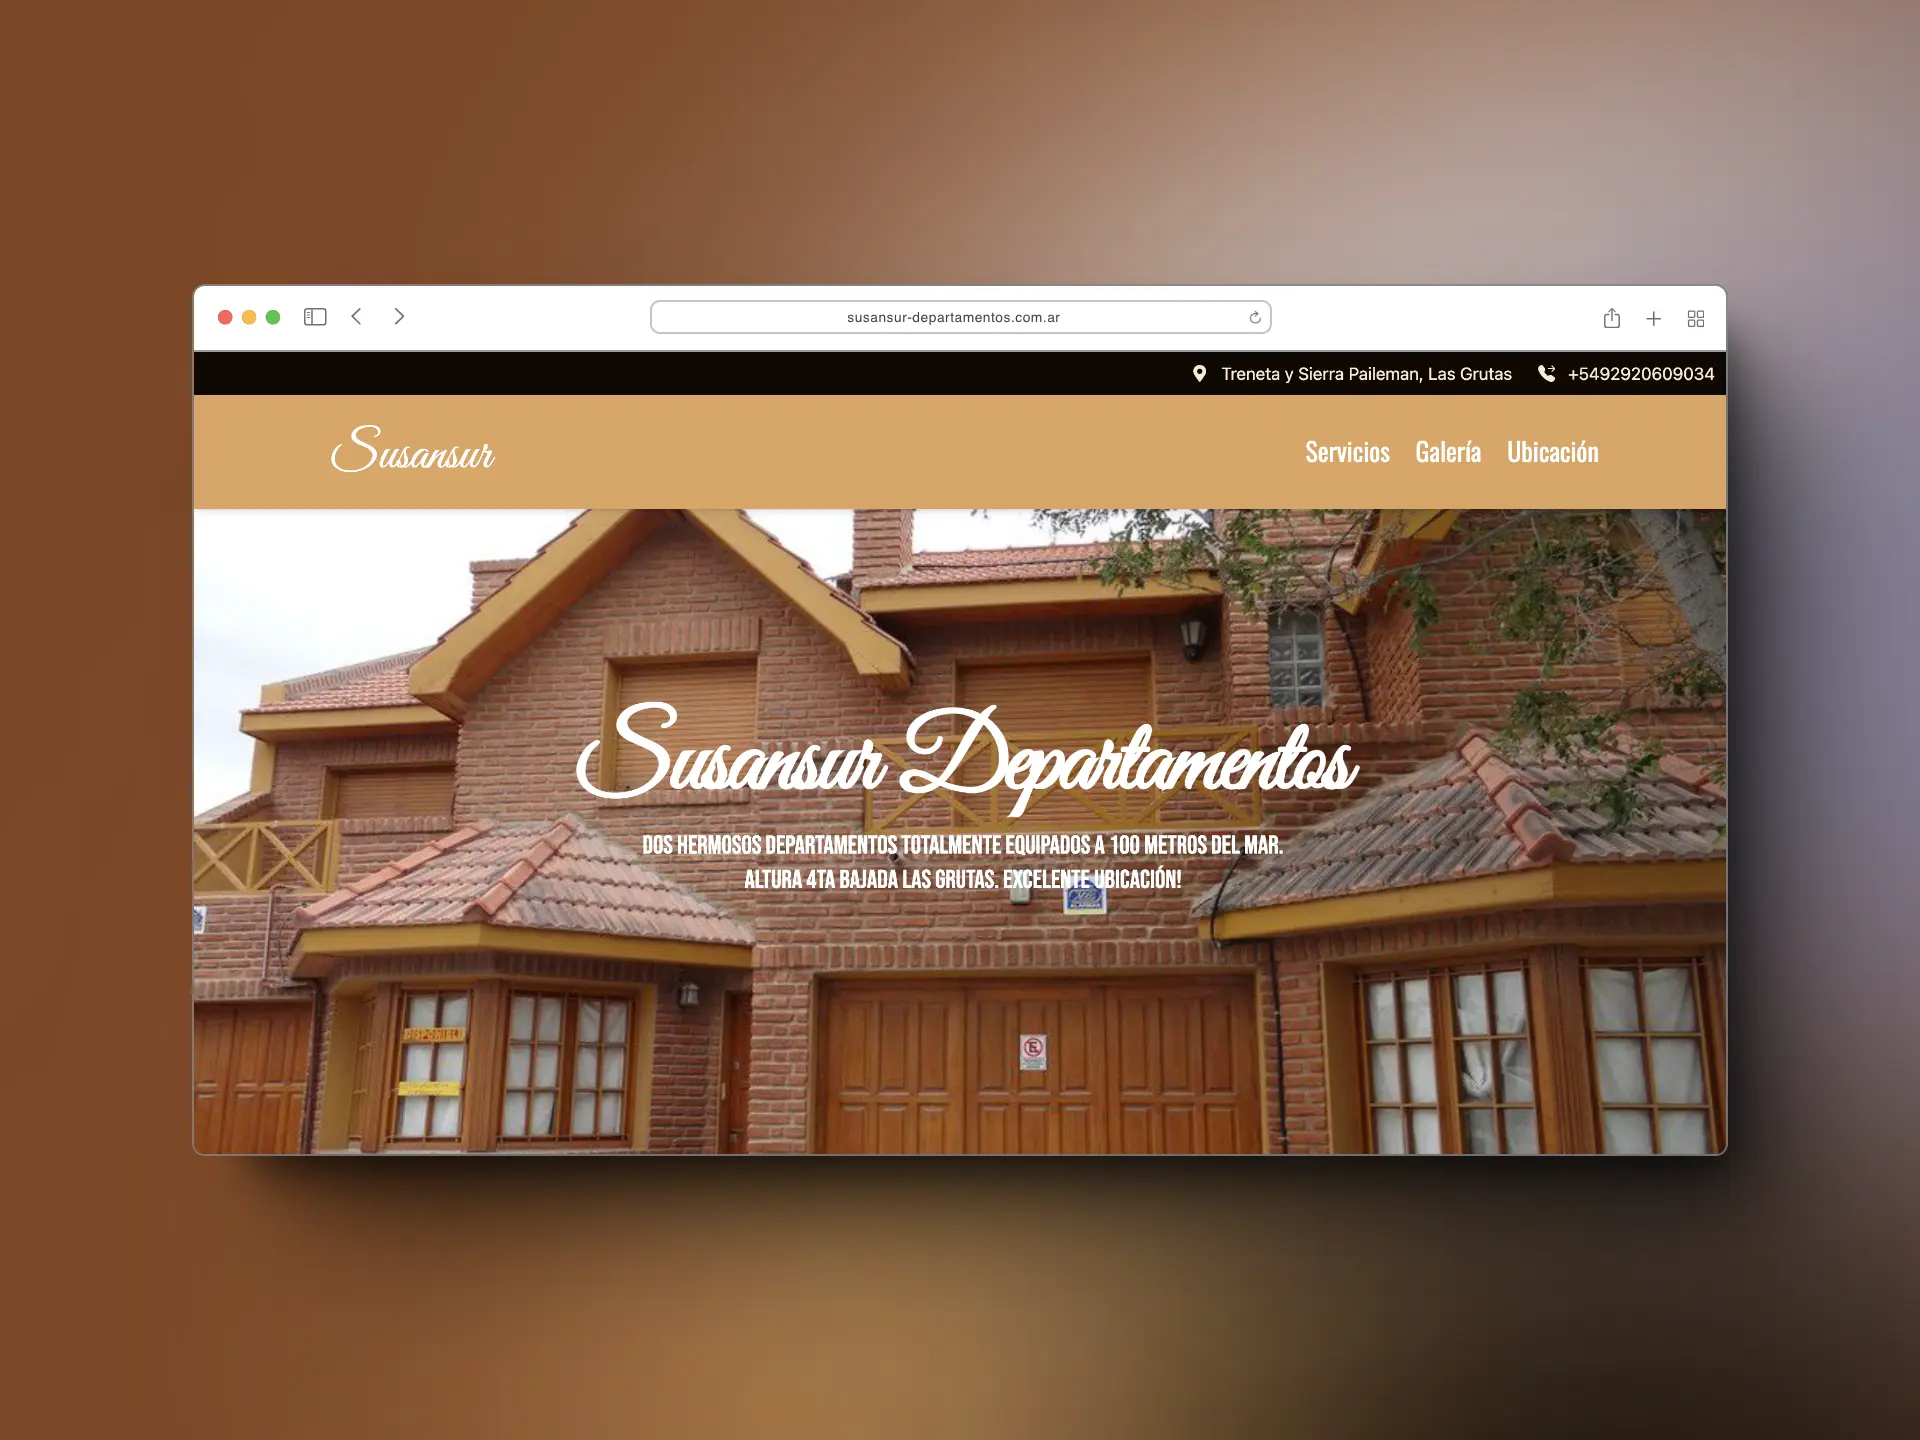 susansur-departamentos.com.ar
Treneta y Sierra Paileman, Las Grutas +5492920609034
Susansur
Servicios Galería Ubicación
Susansur Departamentos
DOS HERMOSOS DEPARTAMENTOS TOTALMENTE EQUIPADOS A 100 METROS DEL MAR.
ALTURA 4TA BAJADA LAS GRUTAS. EXCELENTE UBICACIÓN!
DISPONIBLE